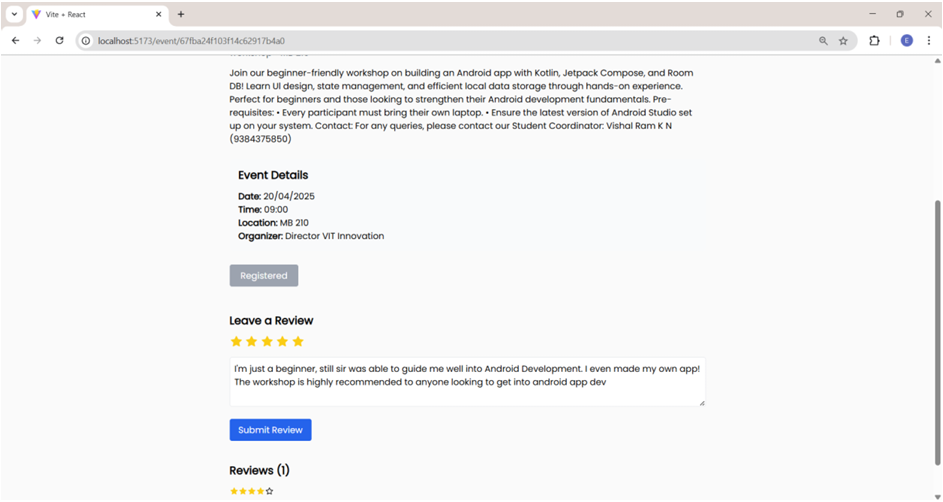 Vite + React
localhost:5173/event/67fba24f103f14c62917b4a0
E
Join our beginner-friendly workshop on building an Android app with Kotlin, Jetpack Compose, and Room
DB! Learn UI design, state management, and efficient local data storage through hands-on experience.
Perfect for beginners and those looking to strengthen their Android development fundamentals. Pre-
requisites: • Every participant must bring their own laptop. • Ensure the latest version of Android Studio set
up on your system. Contact: For any queries, please contact our Student Coordinator: Vishal Ram K N
(9384375850)
Event Details
Date: 20/04/2025
Time: 09:00
Location: MB 210
Organizer: Director VIT Innovation
Registered
Leave a Review
I'm just a beginner, still sir was able to guide me well into Android Development. I even made my own app!
The workshop is highly recommended to anyone looking to get into android app dev
Submit Review
Reviews (1)